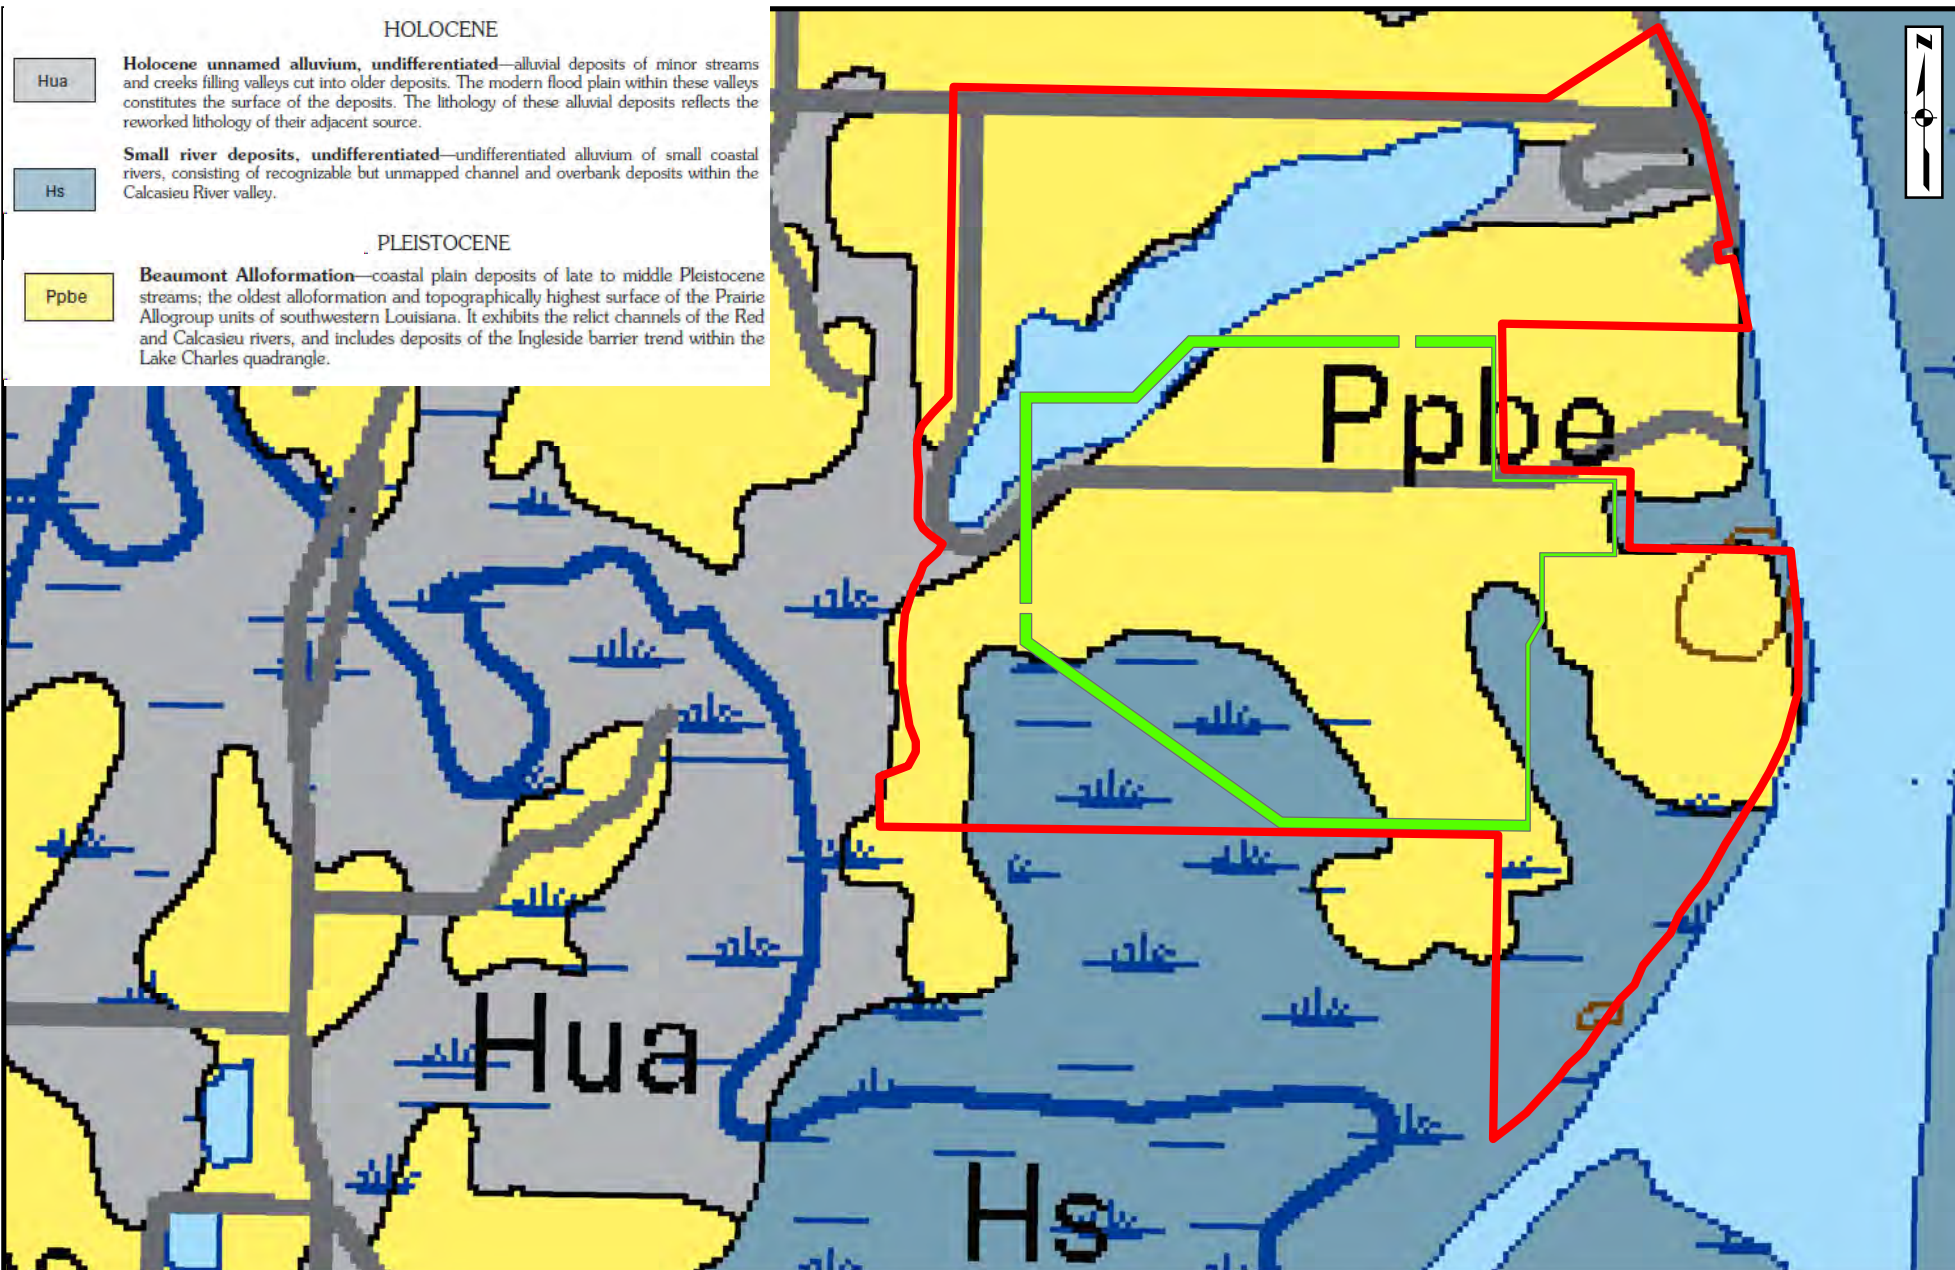 HOLOCENE
Hua
Holocene unnamed alluvium, undifferentiated—alluvial deposits of minor streams
and creeks filling valleys cut into older deposits. The modern flood plain within these valleys
constitutes the surface of the deposits. The lithology of these alluvial deposits reflects the
reworked lithology of their adjacent source.
Hs
Small river deposits, undifferentiated—undifferentiated alluvium of small coastal
rivers, consisting of recognizable but unmapped channel and overbank deposits within the
Calcasieu River valley.
PLEISTOCENE
Ppbe
Beaumont Alloformation—coastal plain deposits of late to middle Pleistocene
streams; the oldest alloformation and topographically highest surface of the Prairie
Allogroup units of southwestern Louisiana. It exhibits the relict channels of the Red
and Calcasieu rivers, and includes deposits of the Ingleside barrier trend within the
Lake Charles quadrangle.
N
Ppbe
Hua
Hs